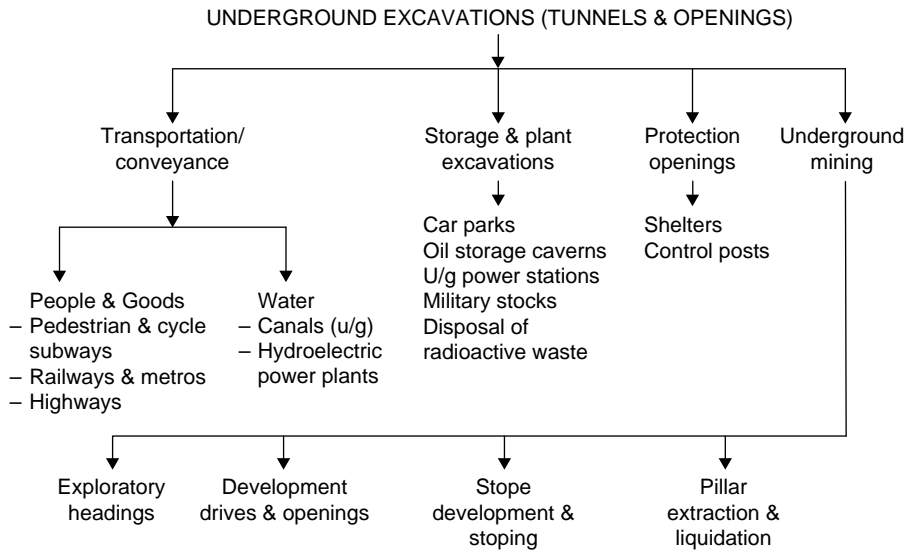 UNDERGROUND EXCAVATIONS (TUNNELS & OPENINGS)
Transportation/
conveyance
Storage & plant
excavations
Protection
openings
Underground
mining
Car parks
Oil storage caverns
U/g power stations
Military stocks
Disposal of
radioactive waste
Shelters
Control posts
People & Goods
– Pedestrian & cycle
subways
– Railways & metros
– Highways
Water
– Canals (u/g)
– Hydroelectric
power plants
Exploratory
headings
Development
drives & openings
Stope
development &
stoping
Pillar
extraction &
liquidation